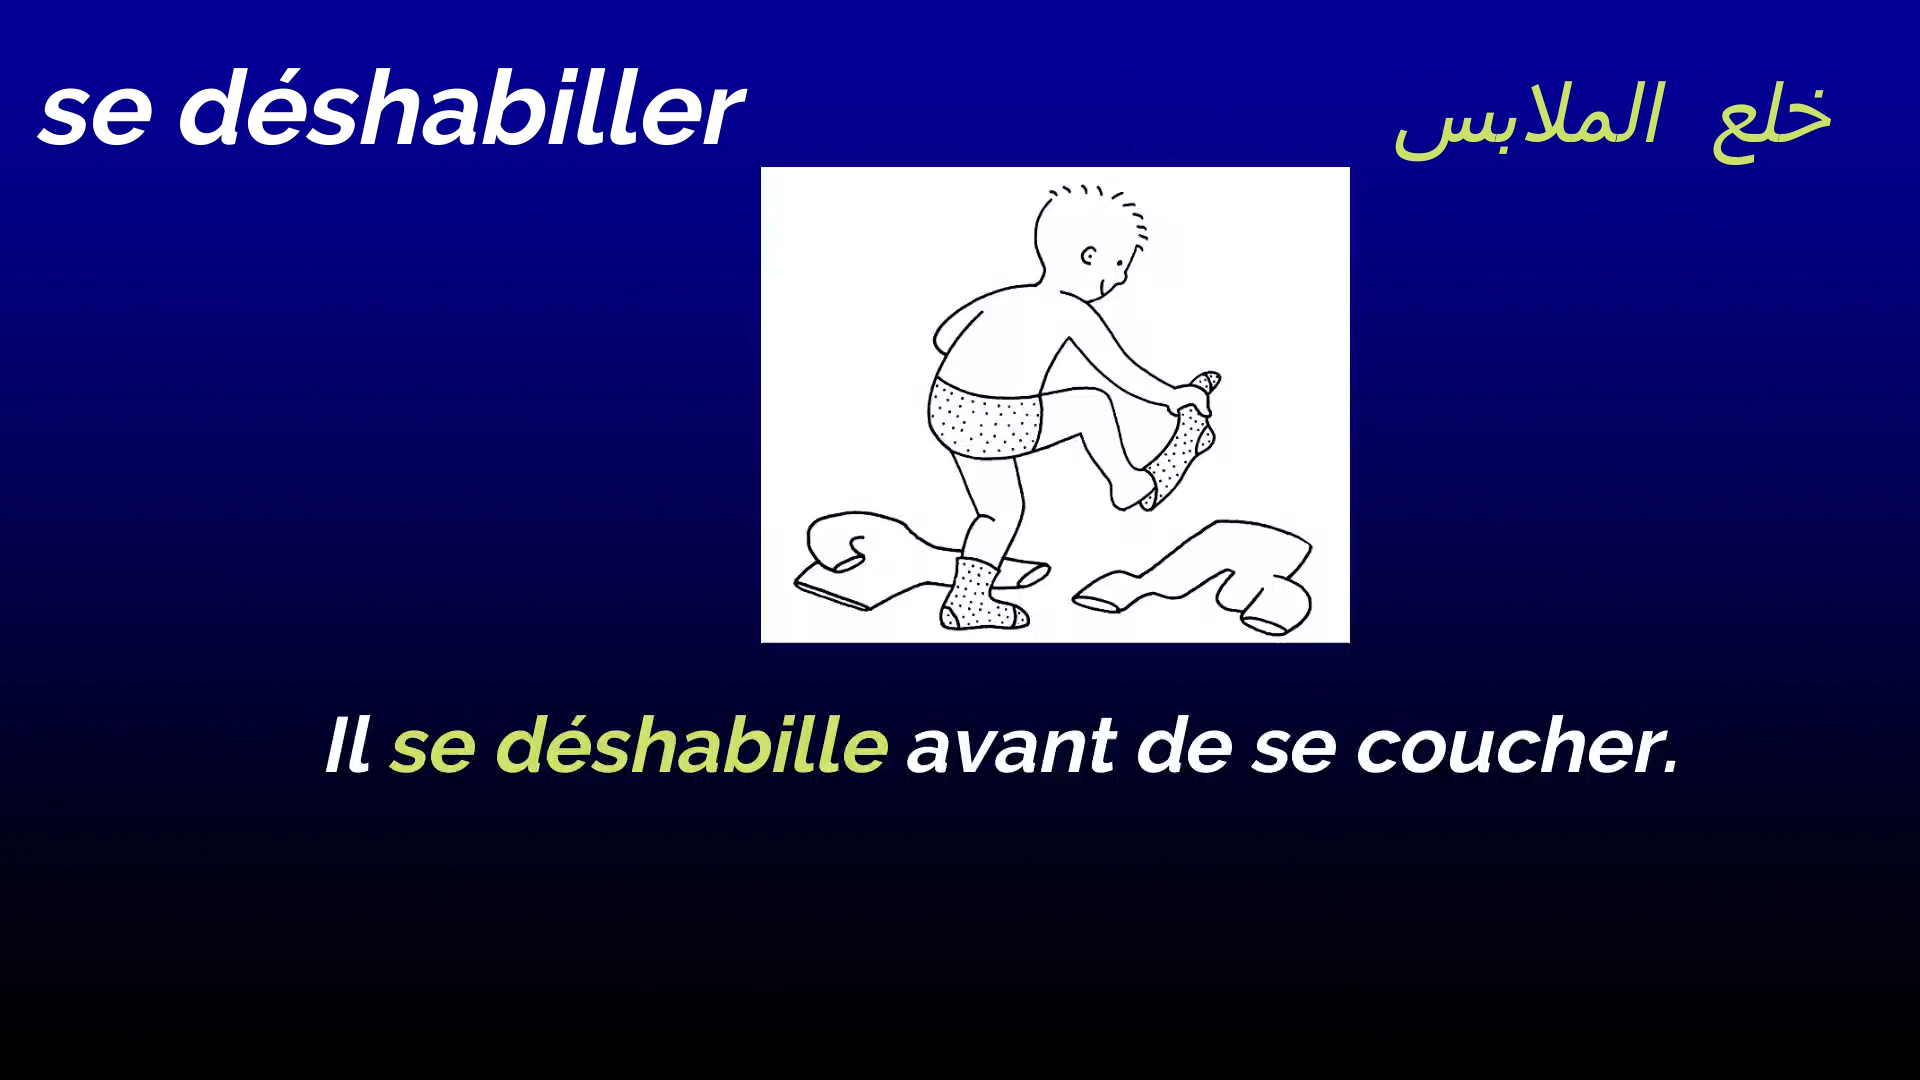 se déshabiller
خلع الملابس
Il se déshabille avant de se coucher.